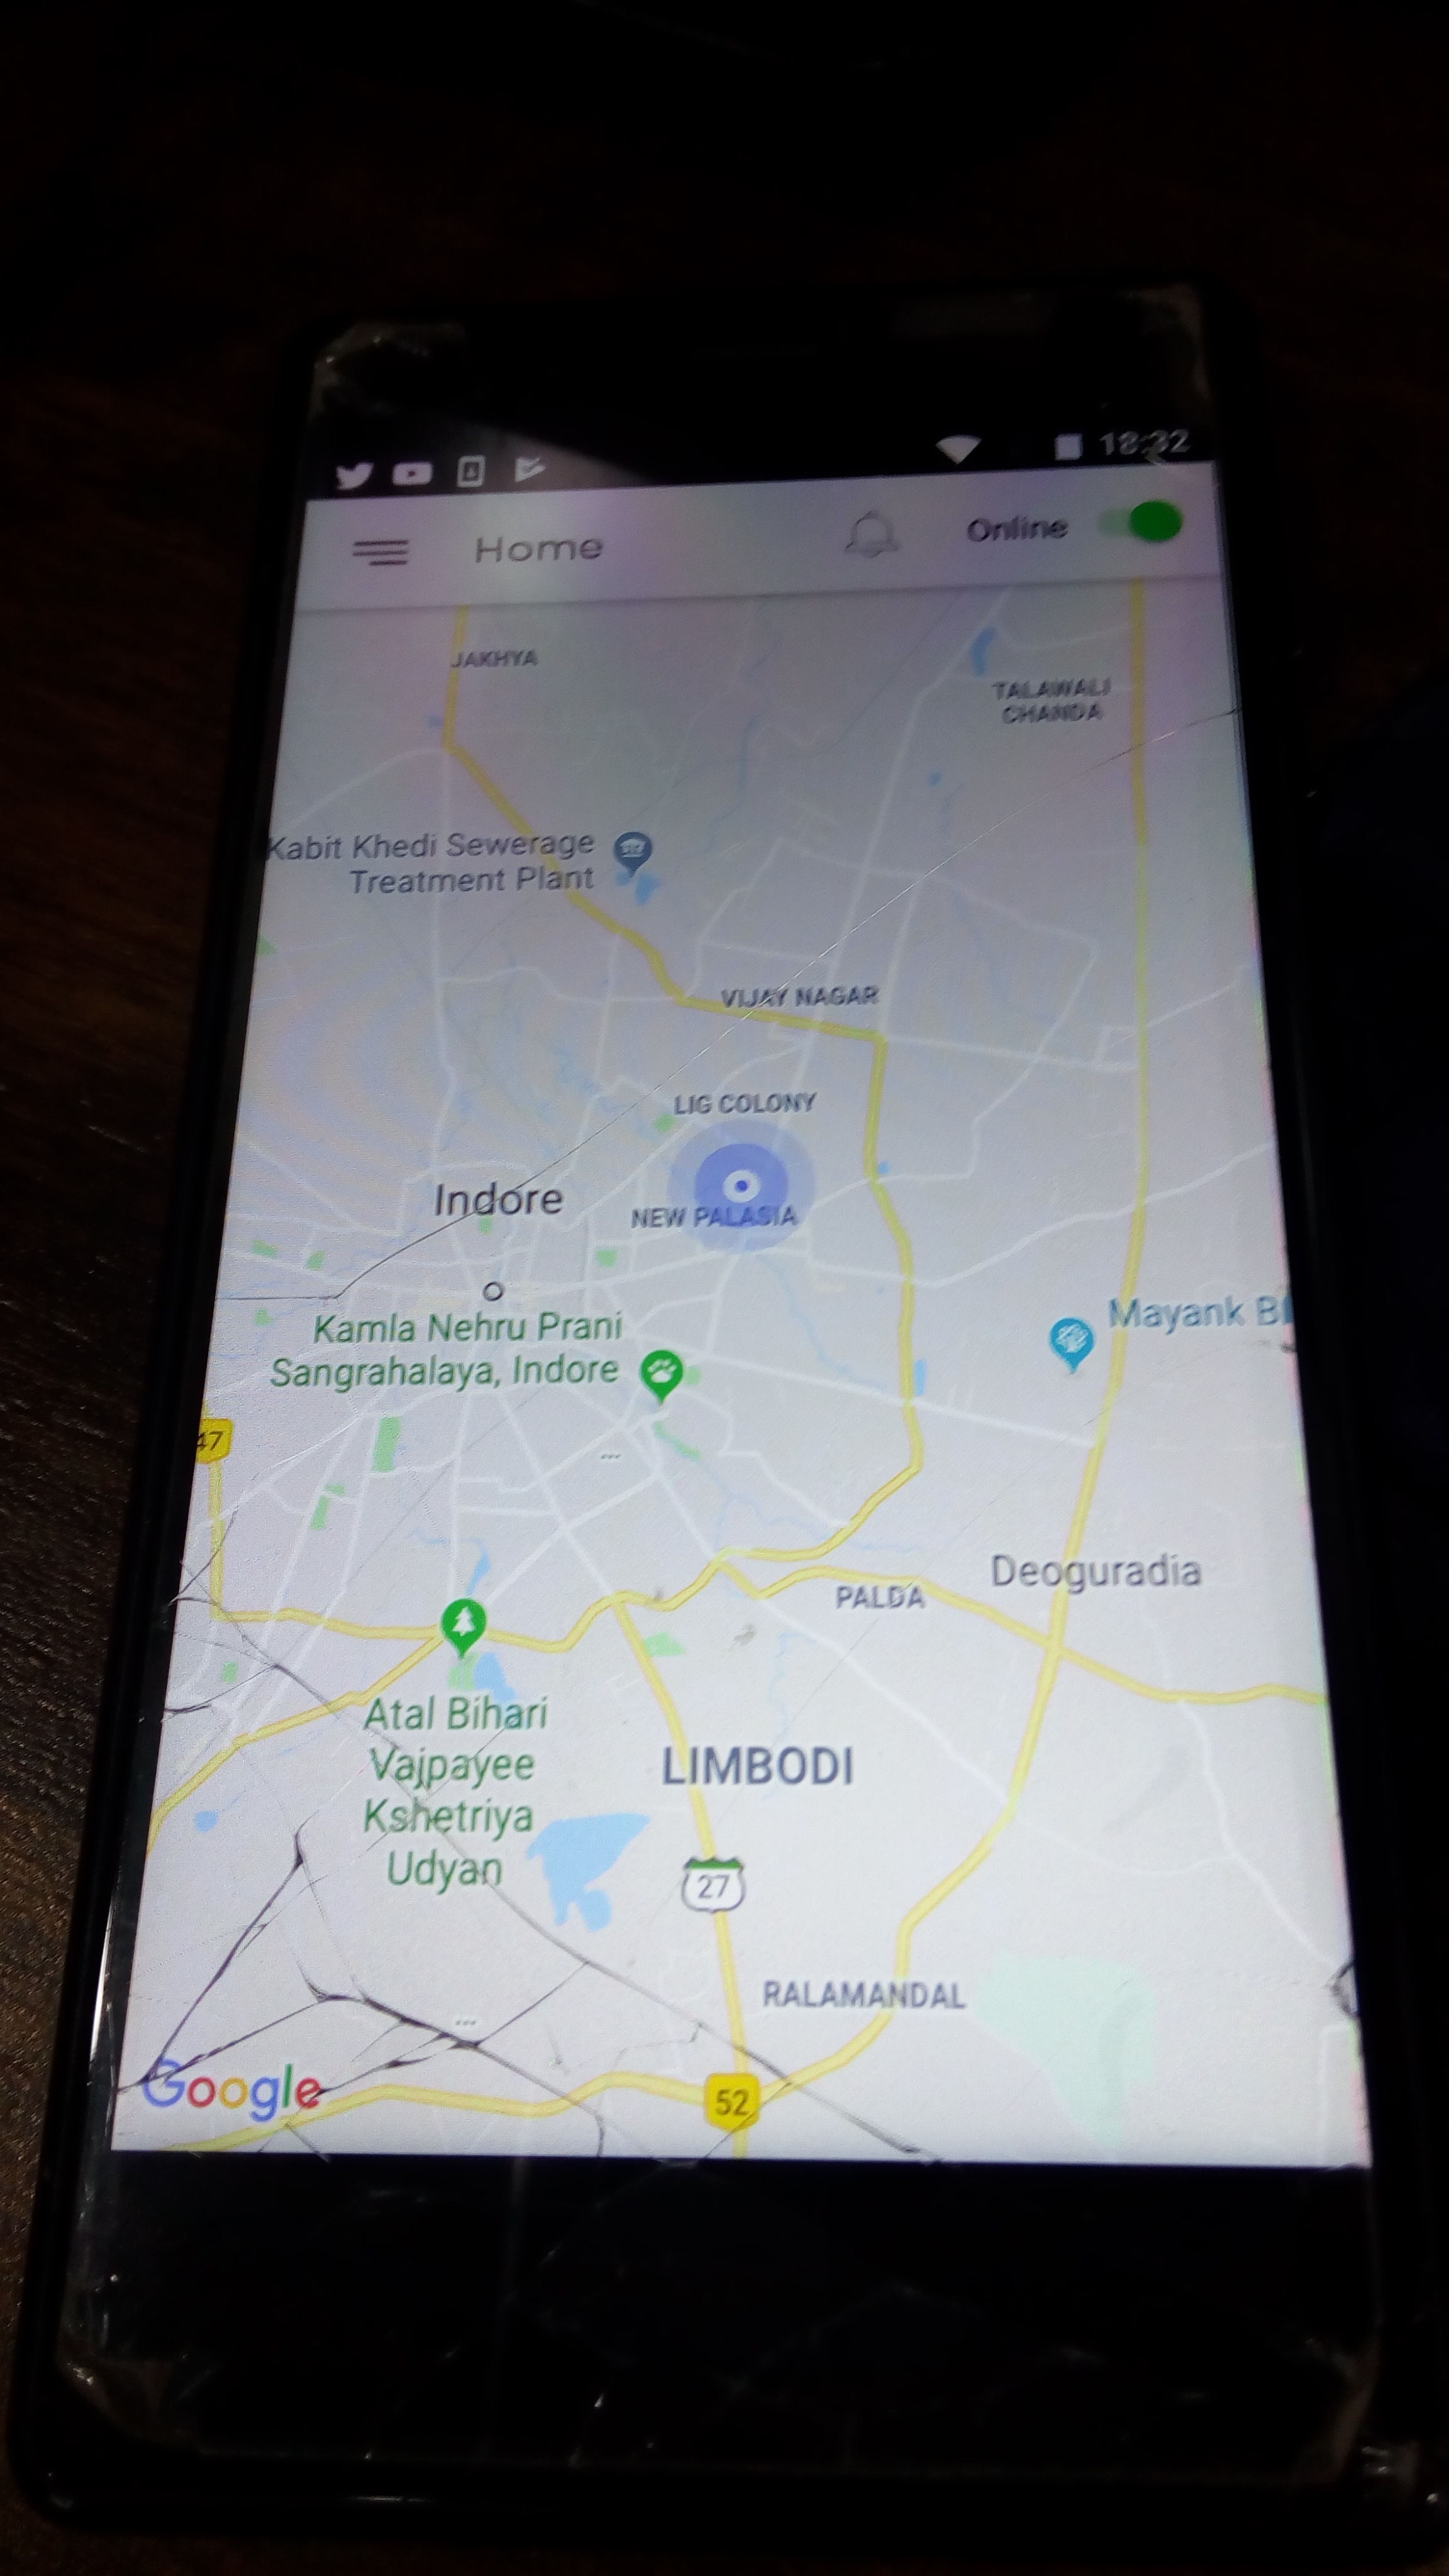 18:32
Home
Online
JAKHYA
TALAWALI
CHANDA
Kabit Khedi Sewerage
Treatment Plant
VIJAY NAGAR
LIG COLONY
Indore
NEW PALASIA
Mayank Bl
Kamla Nehru Prani
Sangrahalaya, Indore
47
Deoguradia
PALDA
Atal Bihari
Vajpayee
Kshetriya
Udyan
LIMBODI
27
RALAMANDAL
Google
52